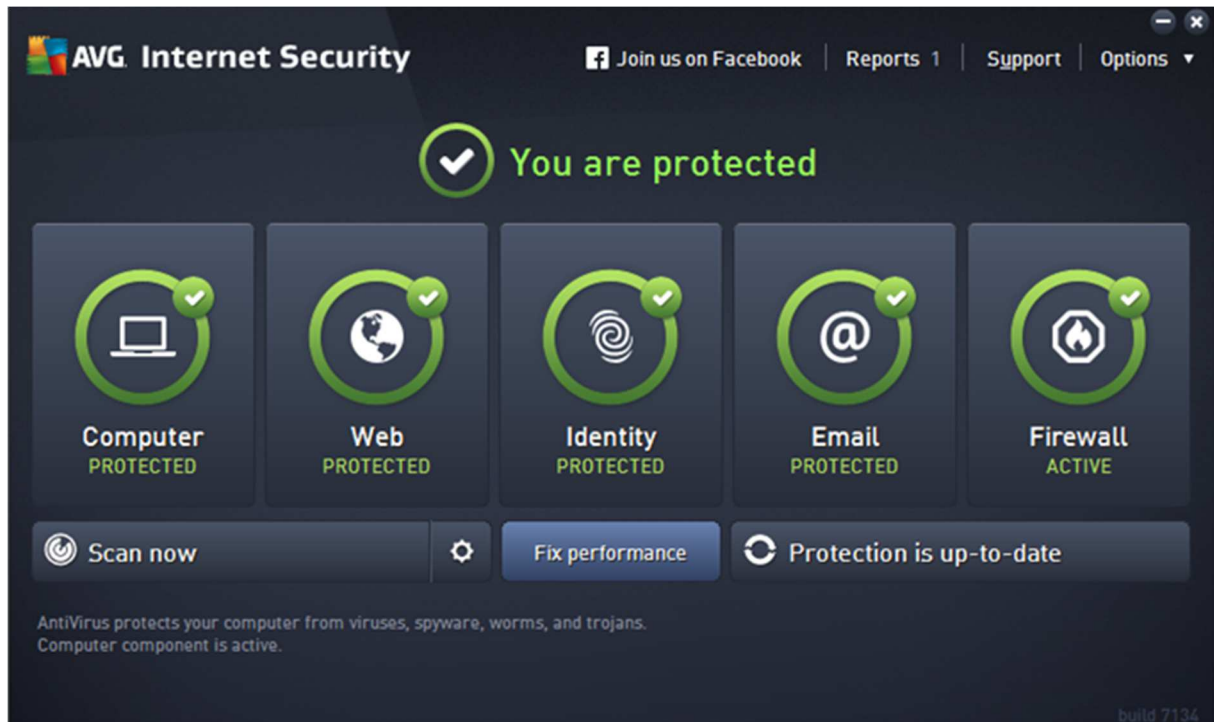 AVG. Internet Security
Join us on Facebook
Reports 1
Support
Options
You are protected
Computer
PROTECTED
Web
PROTECTED
Identity
PROTECTED
@
Email
PROTECTED
Firewall
ACTIVE
Scan now
Fix performance
Protection is up-to-date
AntiVirus protects your computer from viruses, spyware, worms, and trojans.
Computer component is active.
build 7134